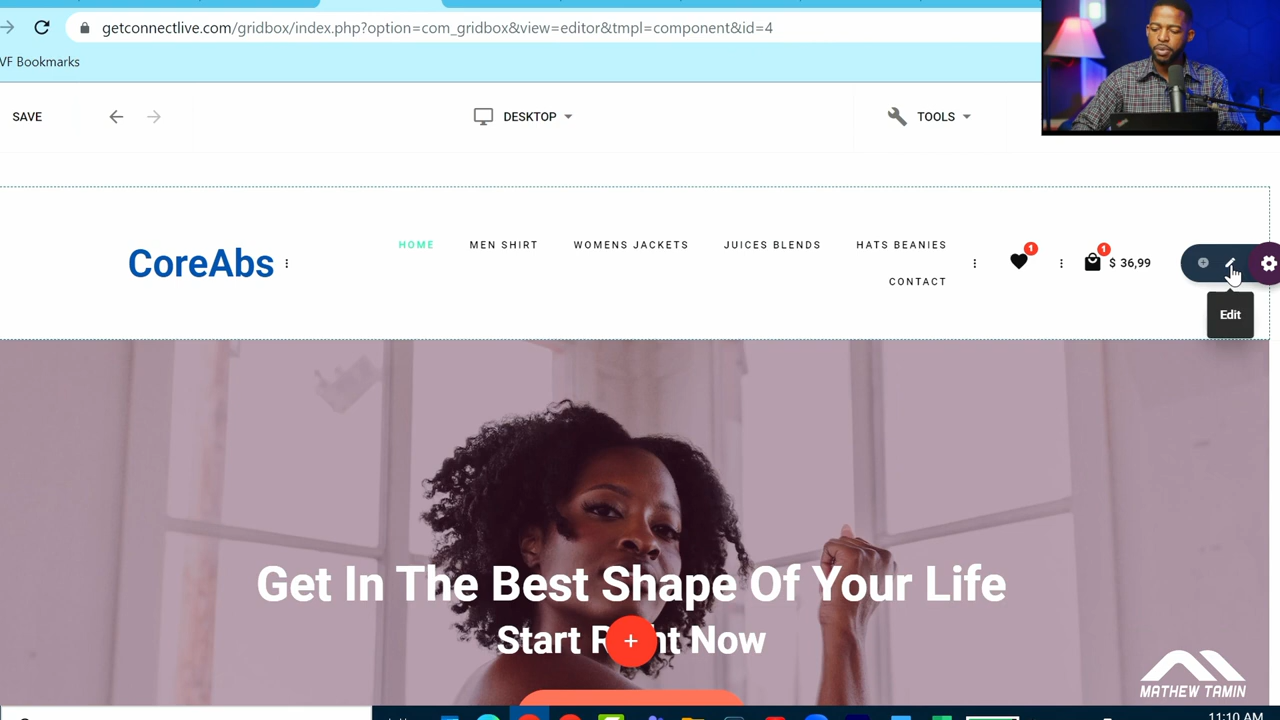 getconnectlive.com/gridbox/index.php?option=com_gridbox&view=editor&tmpl=component&id=4
VF Bookmarks
SAVE
DESKTOP
TOOLS
CoreAbs
HOME
MEN SHIRT
WOMENS JACKETS
JUICES BLENDS
HATS BEANIES
CONTACT
1
1
$ 36,99
Edit
Get In The Best Shape Of Your Life
Start Right Now
+
MATHEW TAMIN
11:10 AM